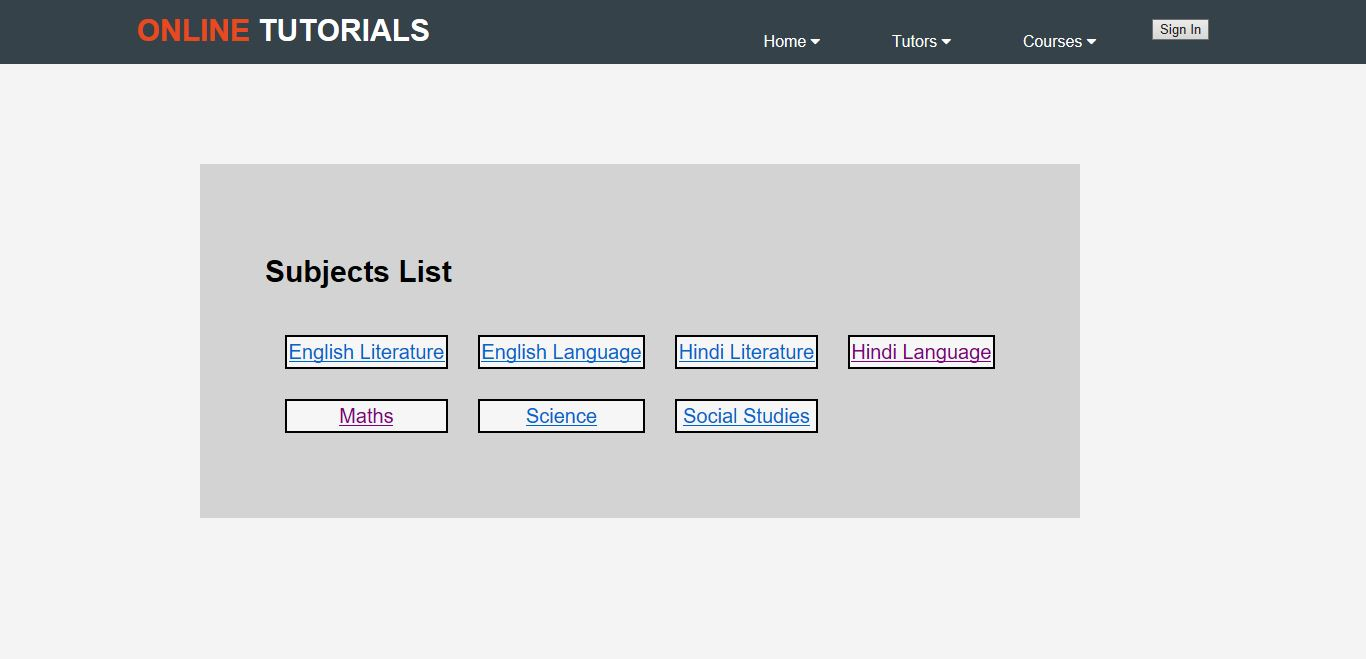 ONLINE TUTORIALS
Home Tutors Courses Sign In
Subjects List
English Literature English Language Hindi Literature Hindi Language
Maths Science Social Studies